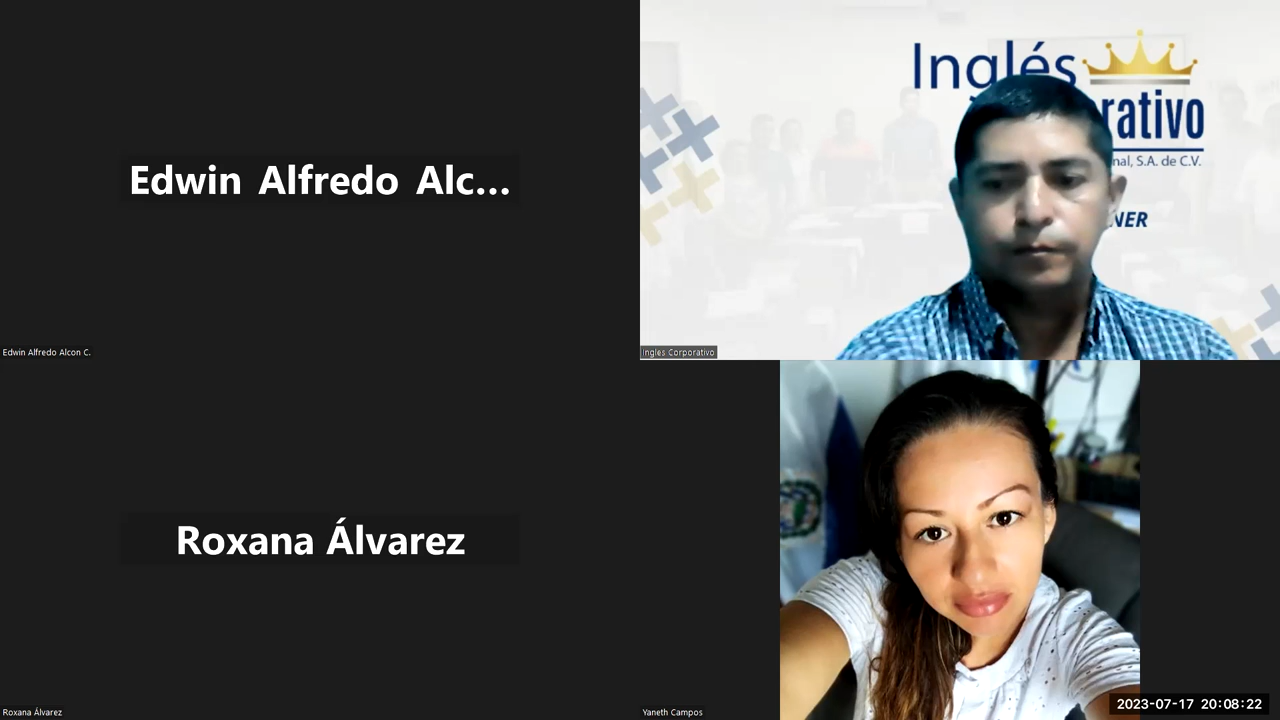 Edwin Alfredo Alc...
Edwin Alfredo Alcon C.
Inglés
rativo
nal, S.A. de C.V.
NER
Ingles Corporativo
Roxana Álvarez
Roxana Álvarez
Yaneth Campos
2023-07-17 20:08:22